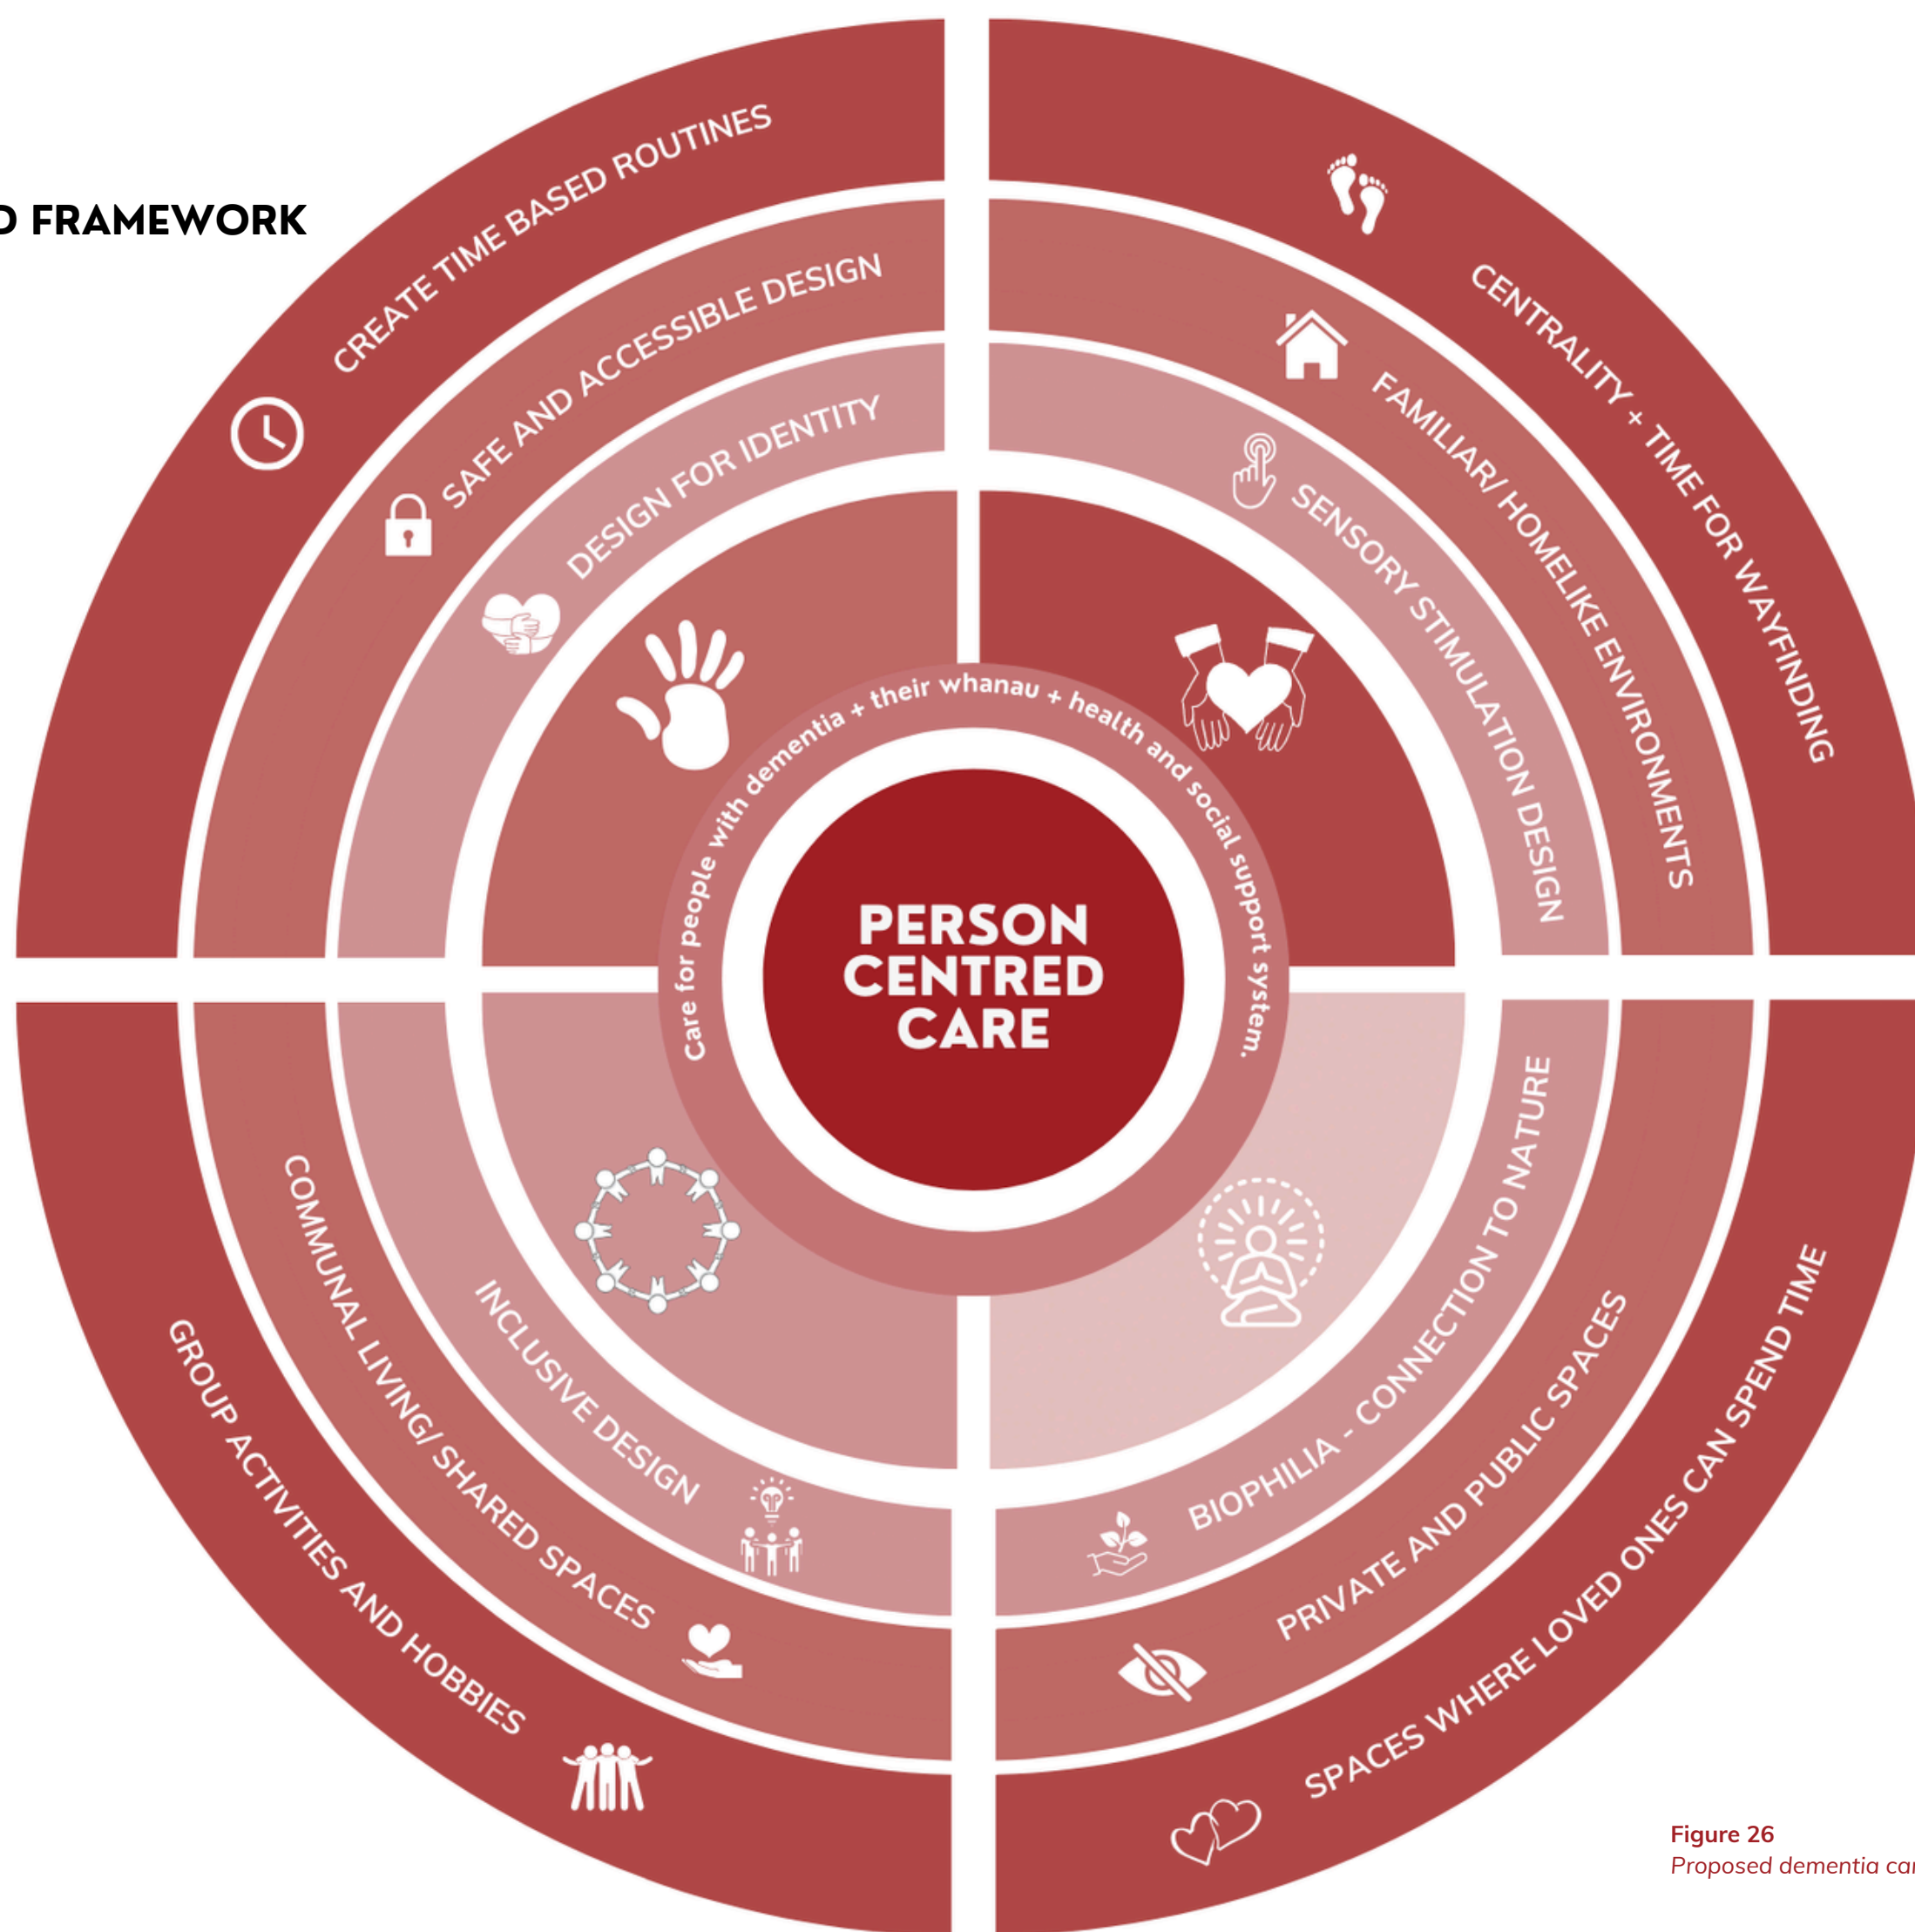 D FRAMEWORK
CREATE TIME BASED ROUTINES
SAFE AND ACCESSIBLE DESIGN
DESIGN FOR IDENTITY
CENTRALITY + TIME FOR WAYFINDING
FAMILIAR/ HOMELIKE ENVIRONMENTS
SENSORY STIMULATION DESIGN
Care for people with dementia + their whanau + health and social support system.
PERSON
CENTRED
CARE
INCLUSIVE DESIGN
COMMUNAL LIVING/ SHARED SPACES
GROUP ACTIVITIES AND HOBBIES
BIOPHILIA - CONNECTION TO NATURE
PRIVATE AND PUBLIC SPACES
SPACES WHERE LOVED ONES CAN SPEND TIME
Figure 26
Proposed dementia car